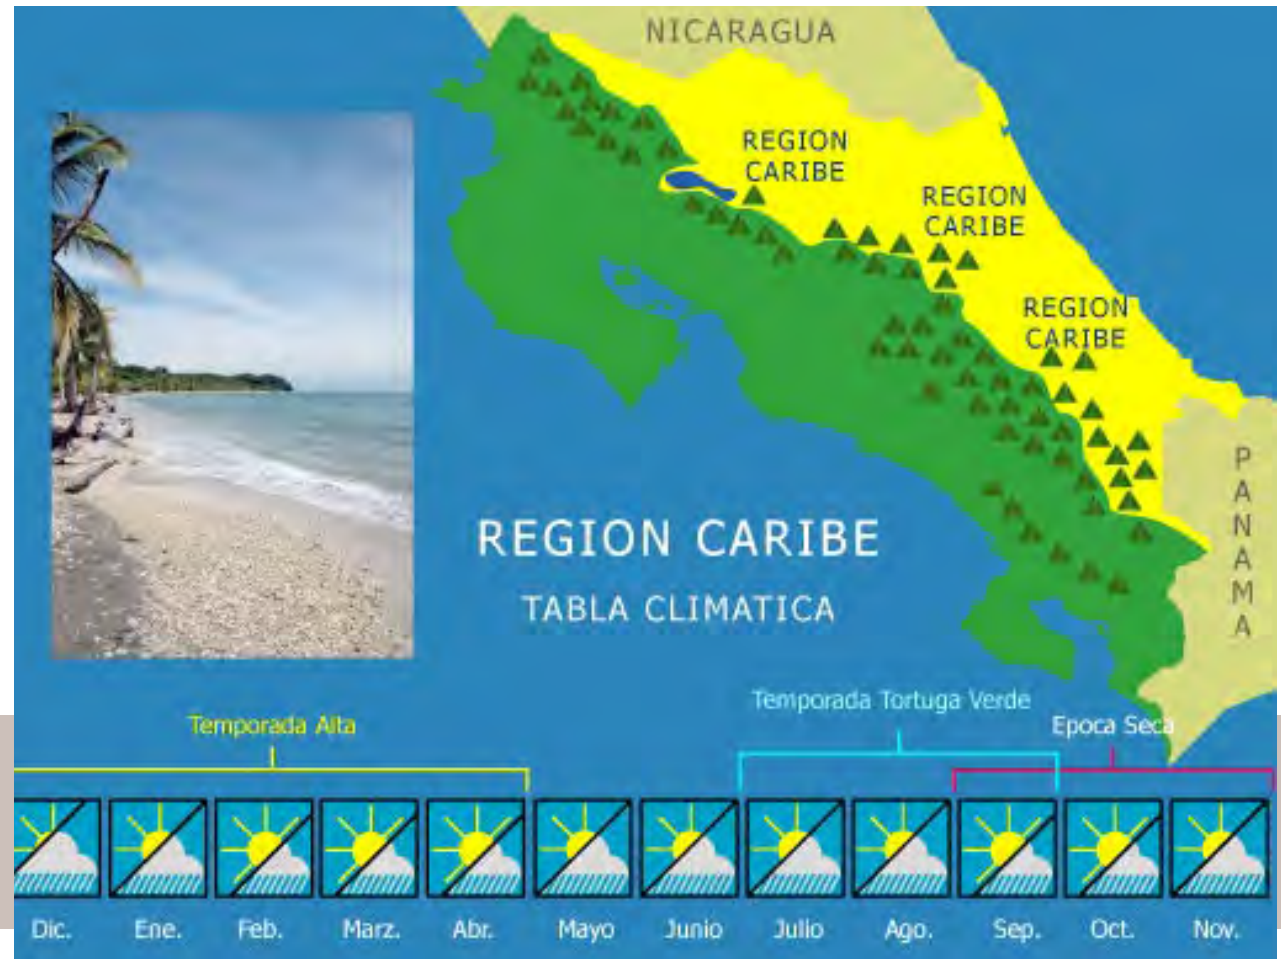 NICARAGUA
REGION
CARIBE
REGION
CARIBE
REGION
CARIBE
PANAMA
REGION CARIBE
TABLA CLIMATICA
Temporada Tortuga Verde
Temporada Alta
Epoca Seca
Dic. Ene. Feb. Marz. Abr. Mayo Junio Julio Ago. Sep. Oct. Nov.